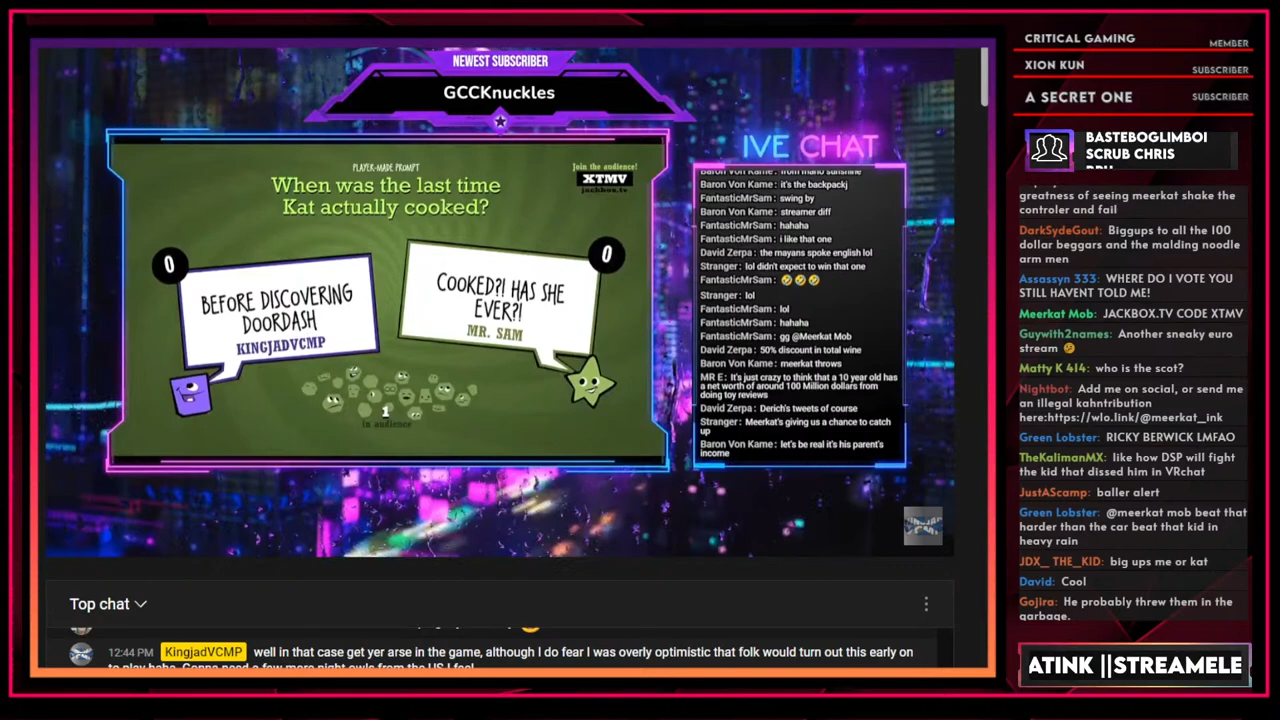 NEWEST SUBSCRIBER
GCCKnuckles
PLAYER-MADE PROMPT
When was the last time
Kat actually cooked?
Join the audience!
XTMV
jackbox.tv
0
0
BEFORE DISCOVERING
DOORDASH
KINGJADVCMP
COOKED?! HAS SHE
EVER?!
MR. SAM
1
in audience
IVE CHAT
Baron Von Kame: it's the backpackj
FantasticMrSam: swing by
Baron Von Kame: streamer diff
FantasticMrSam: hahaha
FantasticMrSam: i like that one
David Zerpa: the mayans spoke english lol
Stranger: lol didn't expect to win that one
FantasticMrSam: 🤣🤣🤣
Stranger: lol
FantasticMrSam: lol
FantasticMrSam: hahaha
FantasticMrSam: gg @Meerkat Mob
David Zerpa: 50% discount in total wine
Baron Von Kame: meerkat throws
MR E: It's just crazy to think that a 10 year old has
a net worth of around 100 Million dollars from
doing toy reviews
David Zerpa: Derich's tweets of course
Stranger: Meerkat's giving us a chance to catch
up
Baron Von Kame: let's be real it's his parent's
income
Top chat
12:44 PM KingjadVCMP well in that case get yer arse in the game, although I do fear I was overly optimistic that folk would turn out this early on
CRITICAL GAMING
MEMBER
XION KUN
SUBSCRIBER
A SECRET ONE
SUBSCRIBER
BASTEBOGLIMBOI
SCRUB CHRIS
greatness of seeing meerkat shake the
controler and fail
DarkSydeGout: Biggups to all the 100
dollar beggars and the malding noodle
arm men
Assassyn 333: WHERE DO I VOTE YOU
STILL HAVENT TOLD ME!
Meerkat Mob: JACKBOX.TV CODE XTMV
Guywith2names: Another sneaky euro
stream 🤔
Matty K 414: who is the scot?
Nightbot: Add me on social, or send me
an illegal kahntribution
here:https://wlo.link/@meerkat_ink
Green Lobster: RICKY BERWICK LMFAO
TheKalimanMX: like how DSP will fight
the kid that dissed him in VRchat
JustAScamp: baller alert
Green Lobster: @meerkat mob beat that
harder than the car beat that kid in
heavy rain
JDX_ THE_KID: big ups me or kat
David: Cool
Gojira: He probably threw them in the
garbage.
ATINK ||STREAMELE